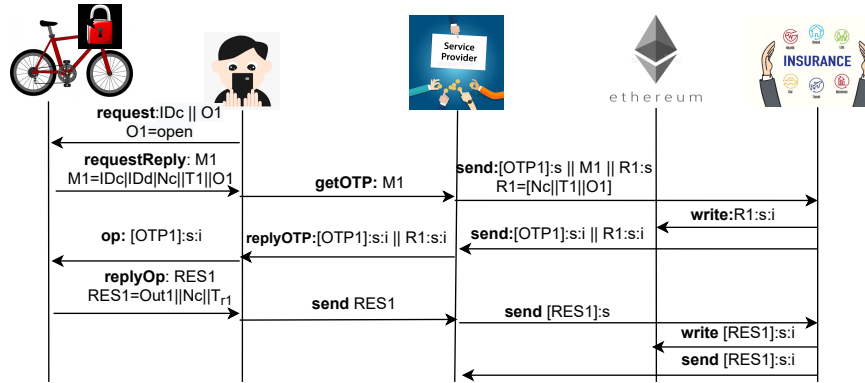 Service
Provider
INSURANCE
ethereum
request:IDc || O1
O1=open
requestReply: M1
M1=IDc|IDd|Nc||T1||O1
getOTP: M1
send:[OTP1]:s || M1 || R1:s
R1=[Nc||T1||O1]
write:R1:s:i
op: [OTP1]:s:i
replyOTP:[OTP1]:s:i || R1:s:i
send:[OTP1]:s:i || R1:s:i
replyOp: RES1
RES1=Out1||Nc||Tr1
send RES1
send [RES1]:s
write [RES1]:s:i
send [RES1]:s:i